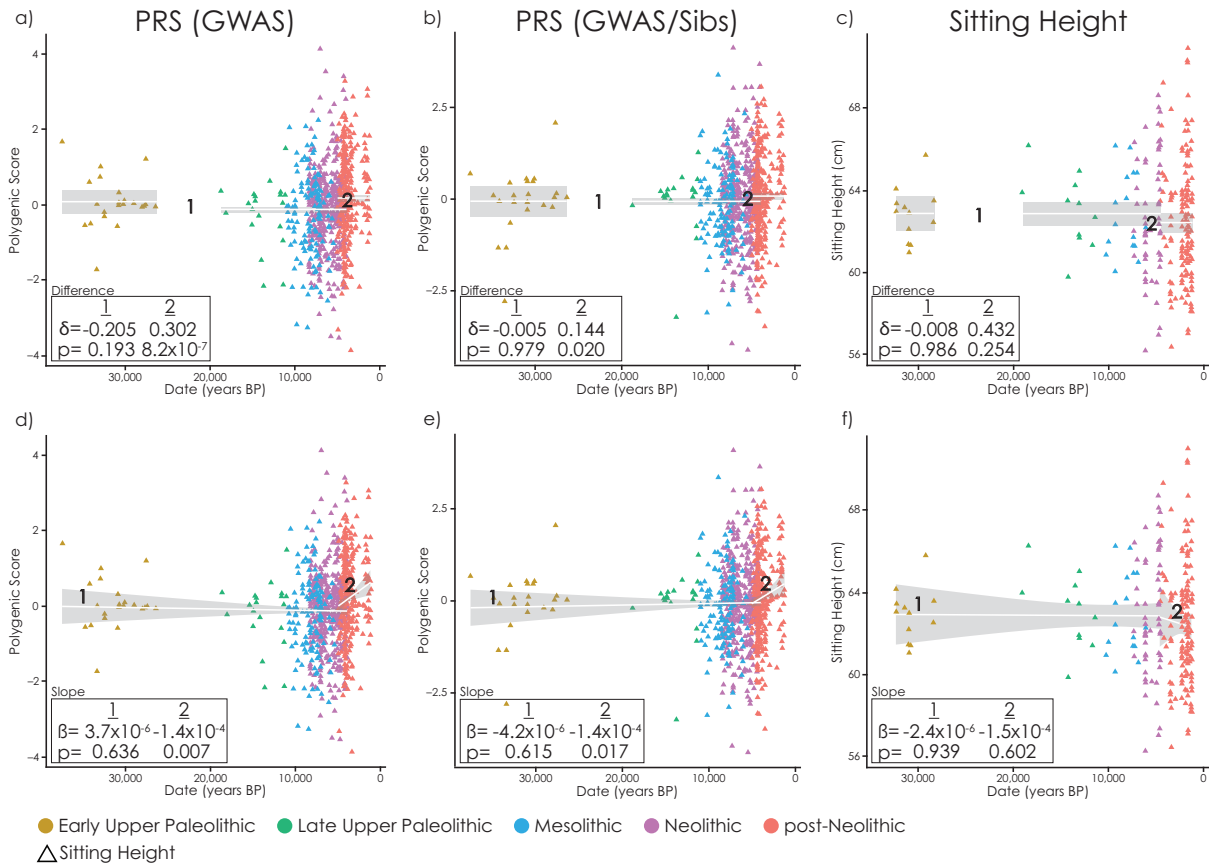 a) PRS (GWAS)
4
2
0
−2
−4
Polygenic Score
1
2
Difference
1 2
δ= -0.205 0.302
p= 0.193 8.2x10-7
30,000 20,000 10,000 0
Date (years BP)
b) PRS (GWAS/Sibs)
2.5
0
−2.5
Polygenic Score
1
2
Difference
1 2
δ= -0.005 0.144
p= 0.979 0.020
30,000 20,000 10,000 0
Date (years BP)
c) Sitting Height
68
64
60
56
Sitting Height (cm)
1
2
Difference
1 2
δ= -0.008 0.432
p= 0.986 0.254
30,000 20,000 10,000 0
Date (years BP)
d)
4
2
0
−2
−4
Polygenic Score
1
2
Slope
1 2
ß= 3.7x10-6 -1.4x10-4
p= 0.636 0.007
30,000 20,000 10,000 0
Date (years BP)
e)
2.5
0
−2.5
Polygenic Score
1
2
Slope
1 2
ß= -4.2x10-6 -1.4x10-4
p= 0.615 0.017
30,000 20,000 10,000 0
Date (years BP)
f)
68
64
60
56
Sitting Height (cm)
1
2
Slope
1 2
ß= -2.4x10-6 -1.5x10-4
p= 0.939 0.602
30,000 20,000 10,000 0
Date (years BP)
Early Upper Paleolithic Late Upper Paleolithic Mesolithic Neolithic post-Neolithic
Sitting Height